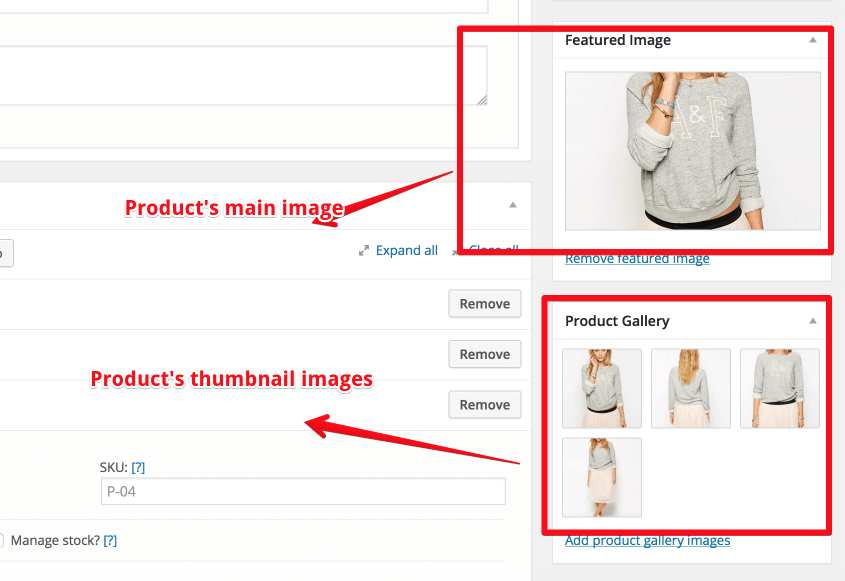 Featured Image
A&F
Product's main image
Expand all
Close all
Remove featured image
Remove
Product Gallery
Remove
Product's thumbnail images
Remove
SKU: [?]
P-04
Manage stock? [?]
Add product gallery images